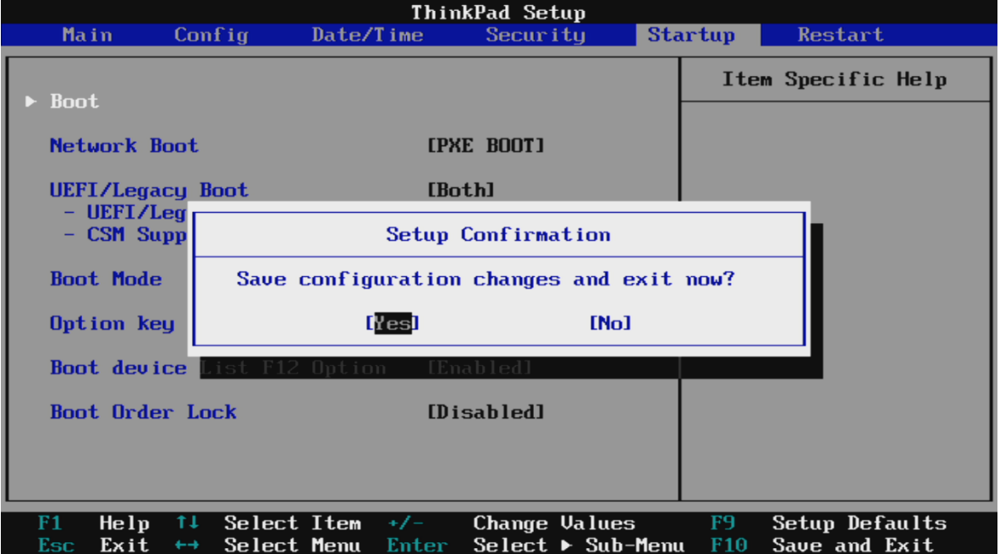 ThinkPad Setup
Main Config Date/Time Security Startup Restart
Item Specific Help
Boot
Network Boot [PXE BOOT]
UEFI/Legacy Boot [Both]
- UEFI/Leg
- CSM Supp
Setup Confirmation
Boot Mode
Save configuration changes and exit now?
Option key
[Yes] [No]
Boot device List F12 Option [Enabled]
Boot Order Lock [Disabled]
F1 Help ↑↓ Select Item +/- Change Values F9 Setup Defaults
Esc Exit ←→ Select Menu Enter Select ▶ Sub-Menu F10 Save and Exit